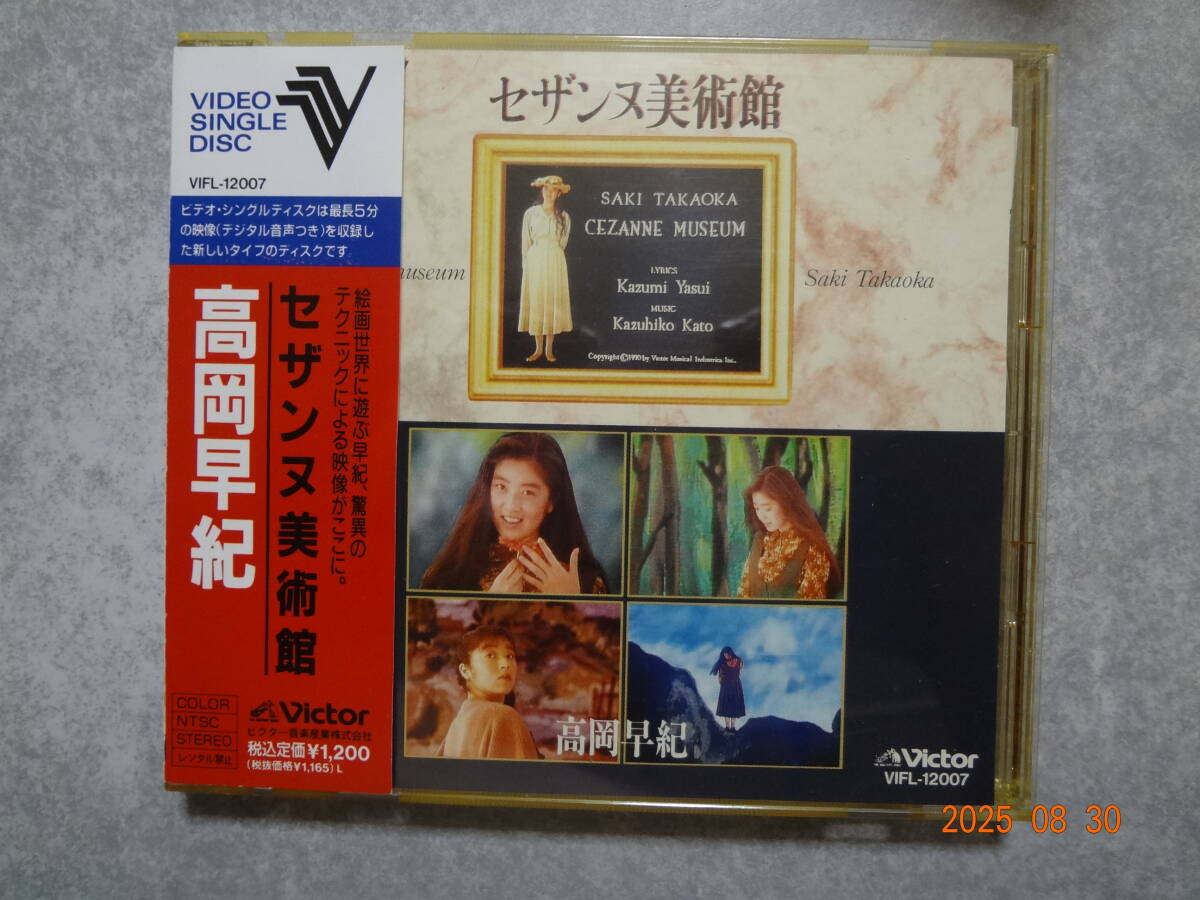 VIDEO
SINGLE
DISC
VIFL-12007
ビデオ・シングルディスクは最長5分
の映像(デジタル音声つき)を収録し
た新しいタイプのディスクです。
絵画世界に遊ぶ早紀、驚異の
テクニックによる映像がここに。
セザンヌ美術館
高岡早紀
COLOR
NTSC
STEREO
レンタル禁止
Victor
ビクター音楽産業株式会社
税込定価¥1,200
(税抜価格¥1,165)L
セザンヌ美術館
SAKI TAKAOKA
CEZANNE MUSEUM
LYRICS
Kazumi Yasui
MUSIC
Kazuhiko Kato
Copyright ©1990 by Victor Musical Industries, Inc.
museum
Saki Takaoka
高岡早紀
Victor
VIFL-12007
2025 08 30